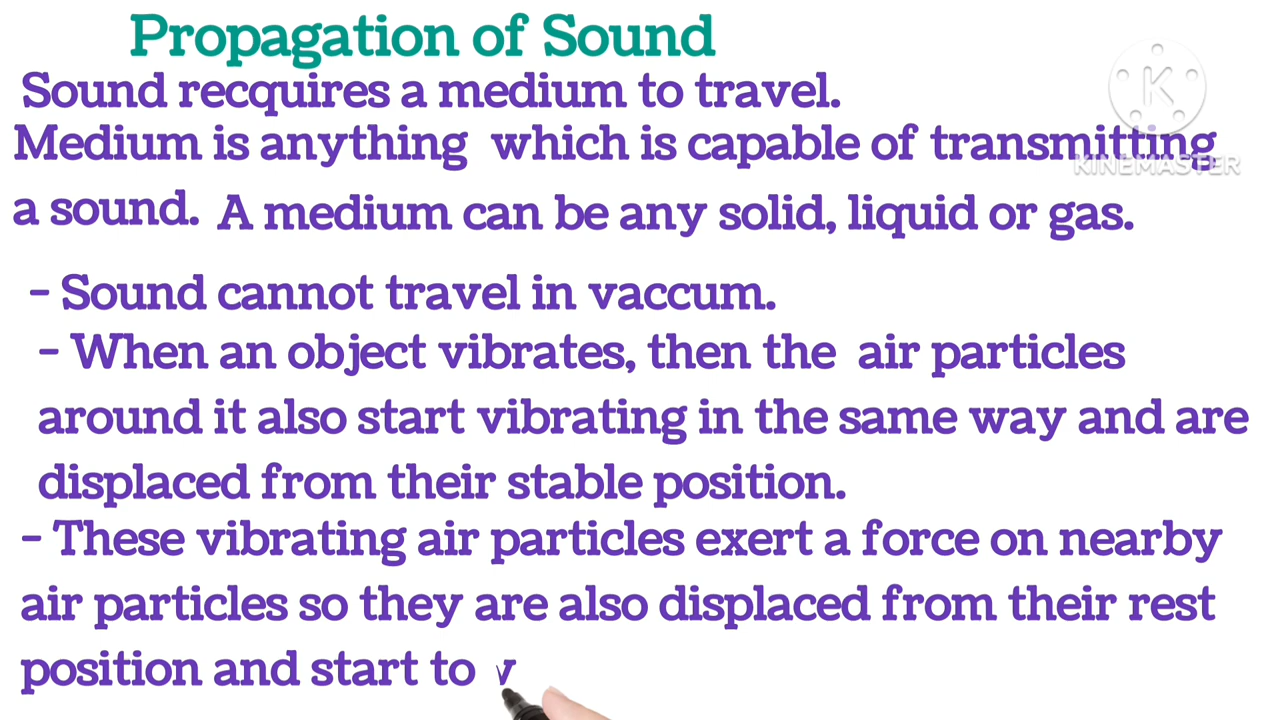 Propagation of Sound
Sound recquires a medium to travel.
Medium is anything which is capable of transmitting
KINEMASTER
a sound. A medium can be any solid, liquid or gas.
- Sound cannot travel in vaccum.
- When an object vibrates, then the air particles
around it also start vibrating in the same way and are
displaced from their stable position.
- These vibrating air particles exert a force on nearby
air particles so they are also displaced from their rest
position and start to v